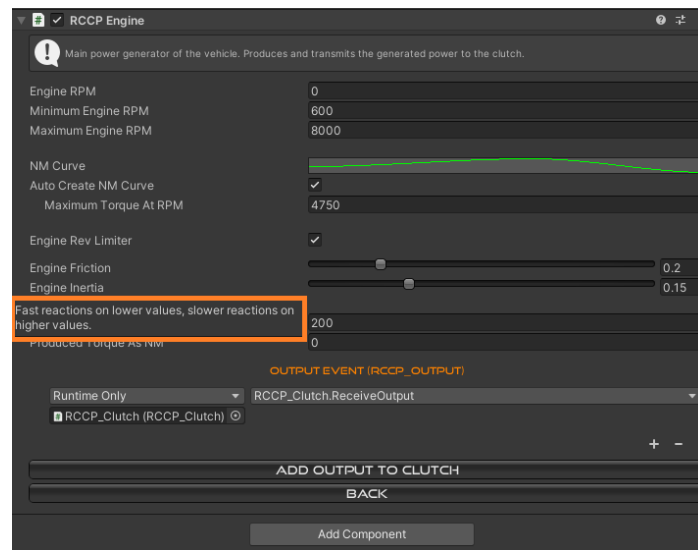 RCCP Engine
Main power generator of the vehicle. Produces and transmits the generated power to the clutch.
Engine RPM 0
Minimum Engine RPM 600
Maximum Engine RPM 8000
NM Curve
Auto Create NM Curve
Maximum Torque At RPM 4750
Engine Rev Limiter
Engine Friction 0.2
Engine Inertia 0.15
Fast reactions on lower values, slower reactions on
higher values.
200
Produced Torque As NM 0
OUTPUT EVENT (RCCP_OUTPUT)
Runtime Only RCCP_Clutch.ReceiveOutput
RCCP_Clutch (RCCP_Clutch)
+ -
ADD OUTPUT TO CLUTCH
BACK
Add Component